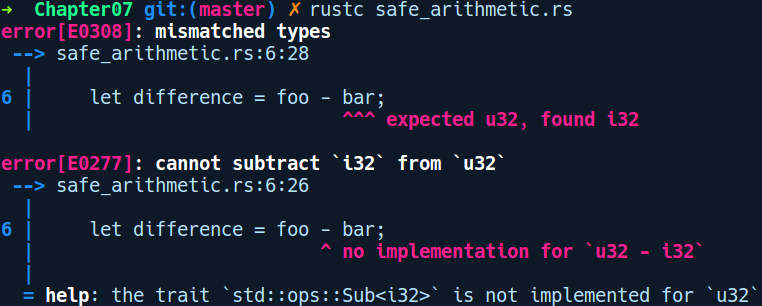 ➜  Chapter07 git:(master) ✗ rustc safe_arithmetic.rs
error[E0308]: mismatched types
 --> safe_arithmetic.rs:6:28
  |
6 |     let difference = foo - bar;
  |                            ^^^ expected u32, found i32

error[E0277]: cannot subtract `i32` from `u32`
 --> safe_arithmetic.rs:6:26
  |
6 |     let difference = foo - bar;
  |                          ^ no implementation for `u32 - i32`
  |
  = help: the trait `std::ops::Sub<i32>` is not implemented for `u32`